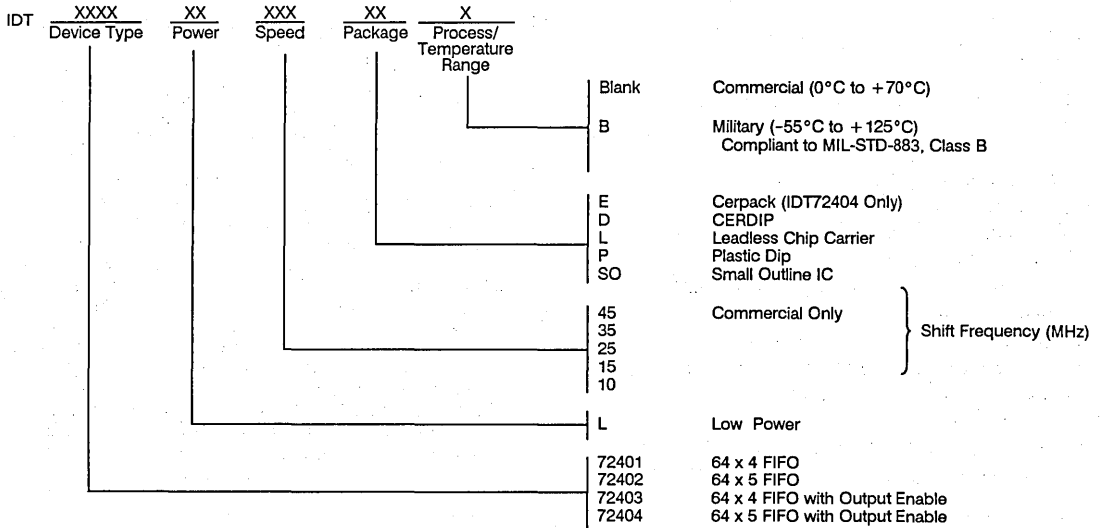 IDT XXXX XX XXX XX X
Device Type Power Speed Package Process/
Temperature
Range
Blank Commercial (0°C to +70°C)
B Military (-55°C to +125°C)
Compliant to MIL-STD-883, Class B
E Cerpack (IDT72404 Only)
D CERDIP
L Leadless Chip Carrier
P Plastic Dip
SO Small Outline IC
45 Commercial Only
35
25 Shift Frequency (MHz)
15
10
L Low Power
72401 64 x 4 FIFO
72402 64 x 5 FIFO
72403 64 x 4 FIFO with Output Enable
72404 64 x 5 FIFO with Output Enable